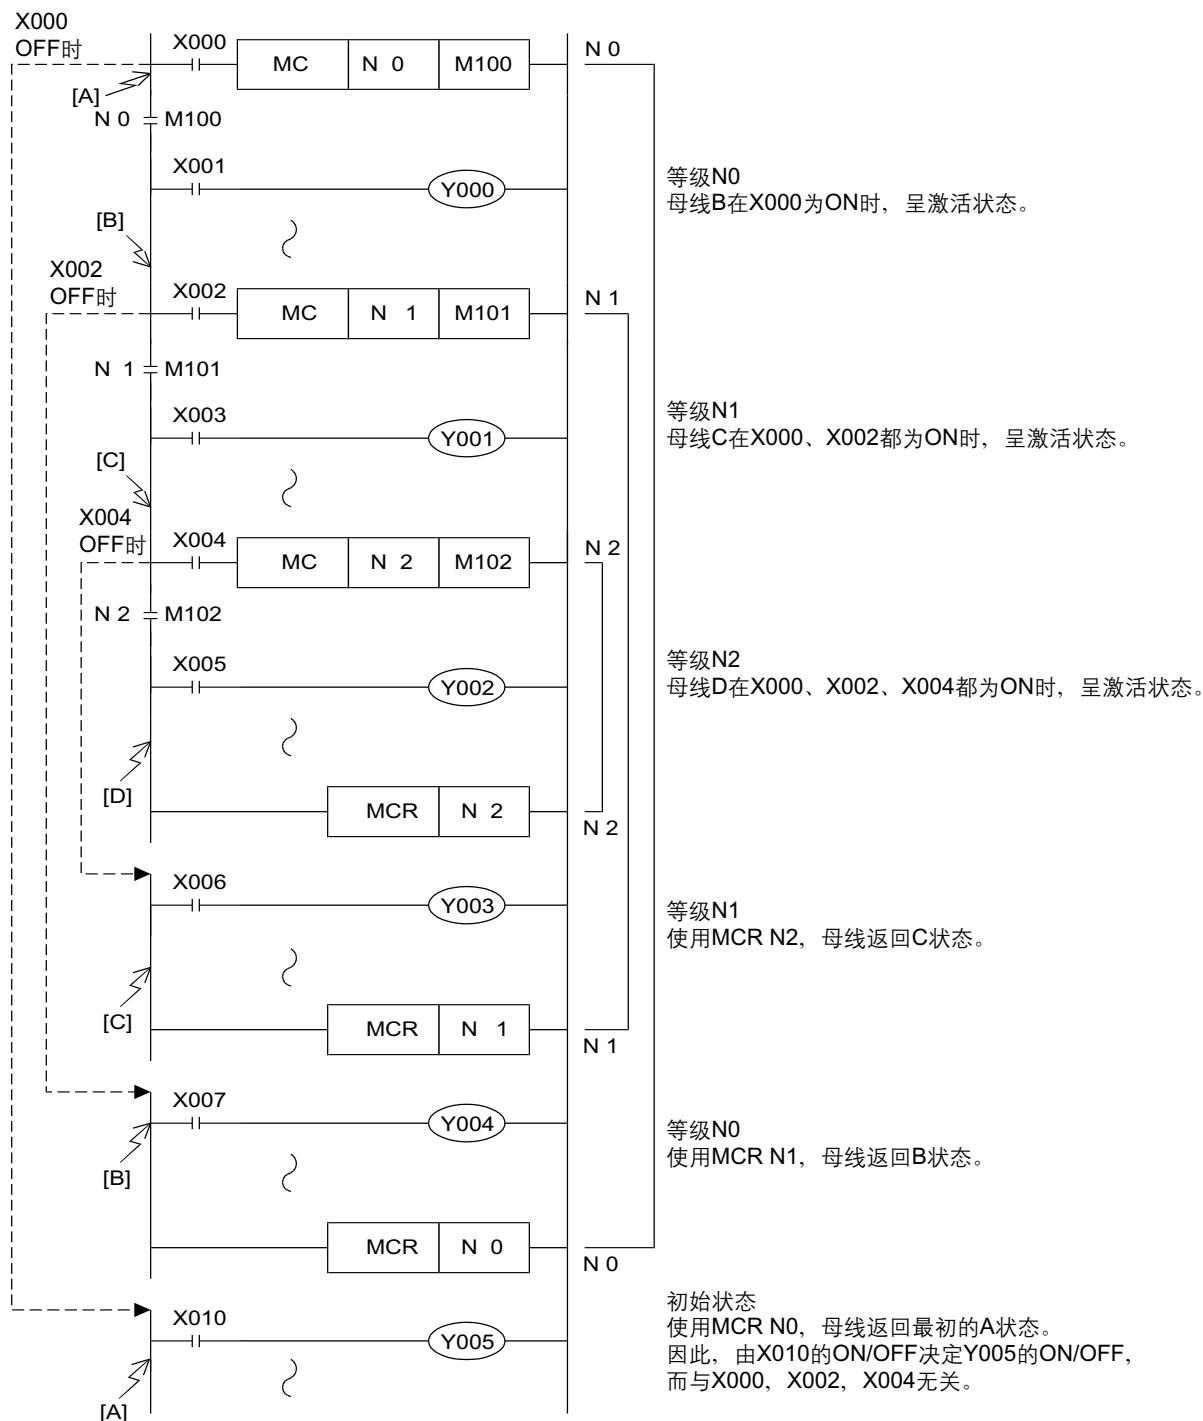 X000
OFF时
X000
MC N 0 M100
N 0
[A]
N 0 M100
X001
Y000
等级N0
母线B在X000为ON时，呈激活状态。
[B]
X002
OFF时
X002
MC N 1 M101
N 1
N 1 M101
X003
Y001
等级N1
母线C在X000、X002都为ON时，呈激活状态。
[C]
X004
OFF时
X004
MC N 2 M102
N 2
N 2 M102
X005
Y002
等级N2
母线D在X000、X002、X004都为ON时，呈激活状态。
[D]
MCR N 2
N 2
X006
Y003
等级N1
使用MCR N2，母线返回C状态。
[C]
MCR N 1
N 1
X007
Y004
等级N0
使用MCR N1，母线返回B状态。
[B]
MCR N 0
N 0
X010
Y005
初始状态
使用MCR N0，母线返回最初的A状态。
因此，由X010的ON/OFF决定Y005的ON/OFF，
而与X000，X002，X004无关。
[A]